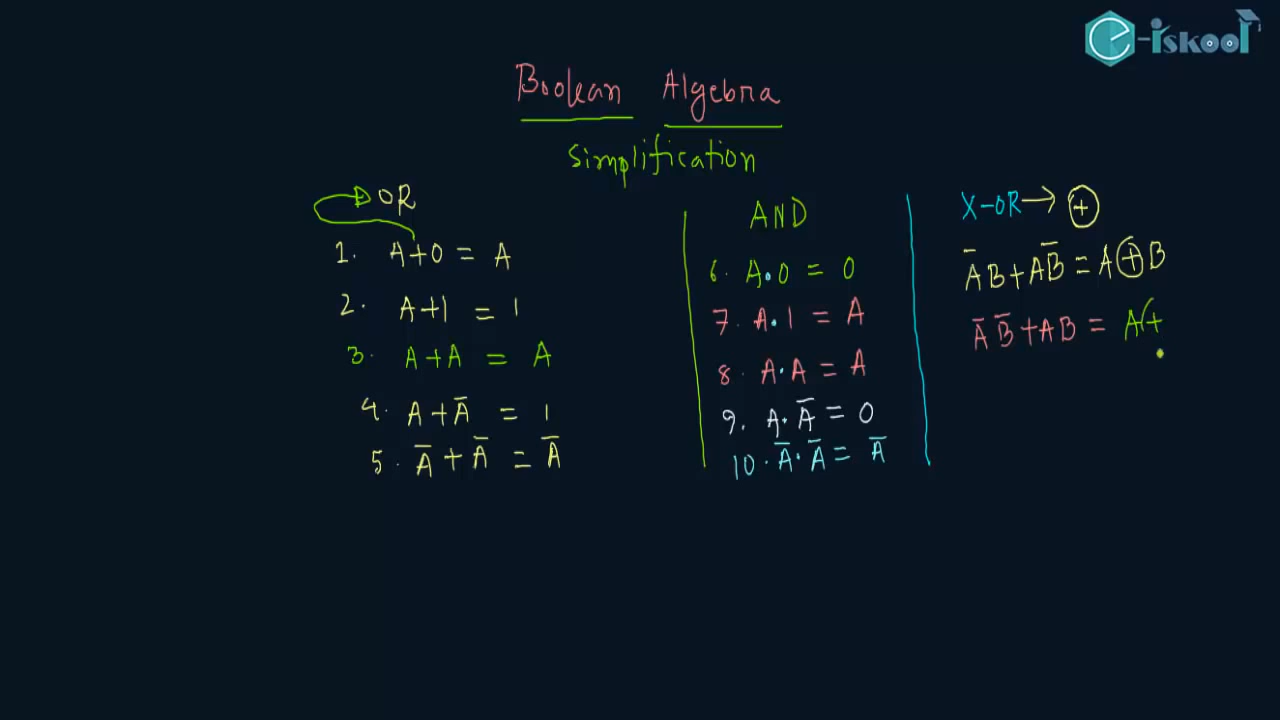 e-iskool
Boolean Algebra
Simplification
OR
1. A+0 = A
2. A+1 = 1
3. A+A = A
4. A+Ā = 1
5. Ā+Ā = Ā
AND
6. A.0 = 0
7. A.1 = A
8. A.A = A
9. A.Ā = 0
10. Ā.Ā = Ā
X-OR → ⊕
ĀB+AB̄ = A⊕B
ĀB̄+AB = A(+